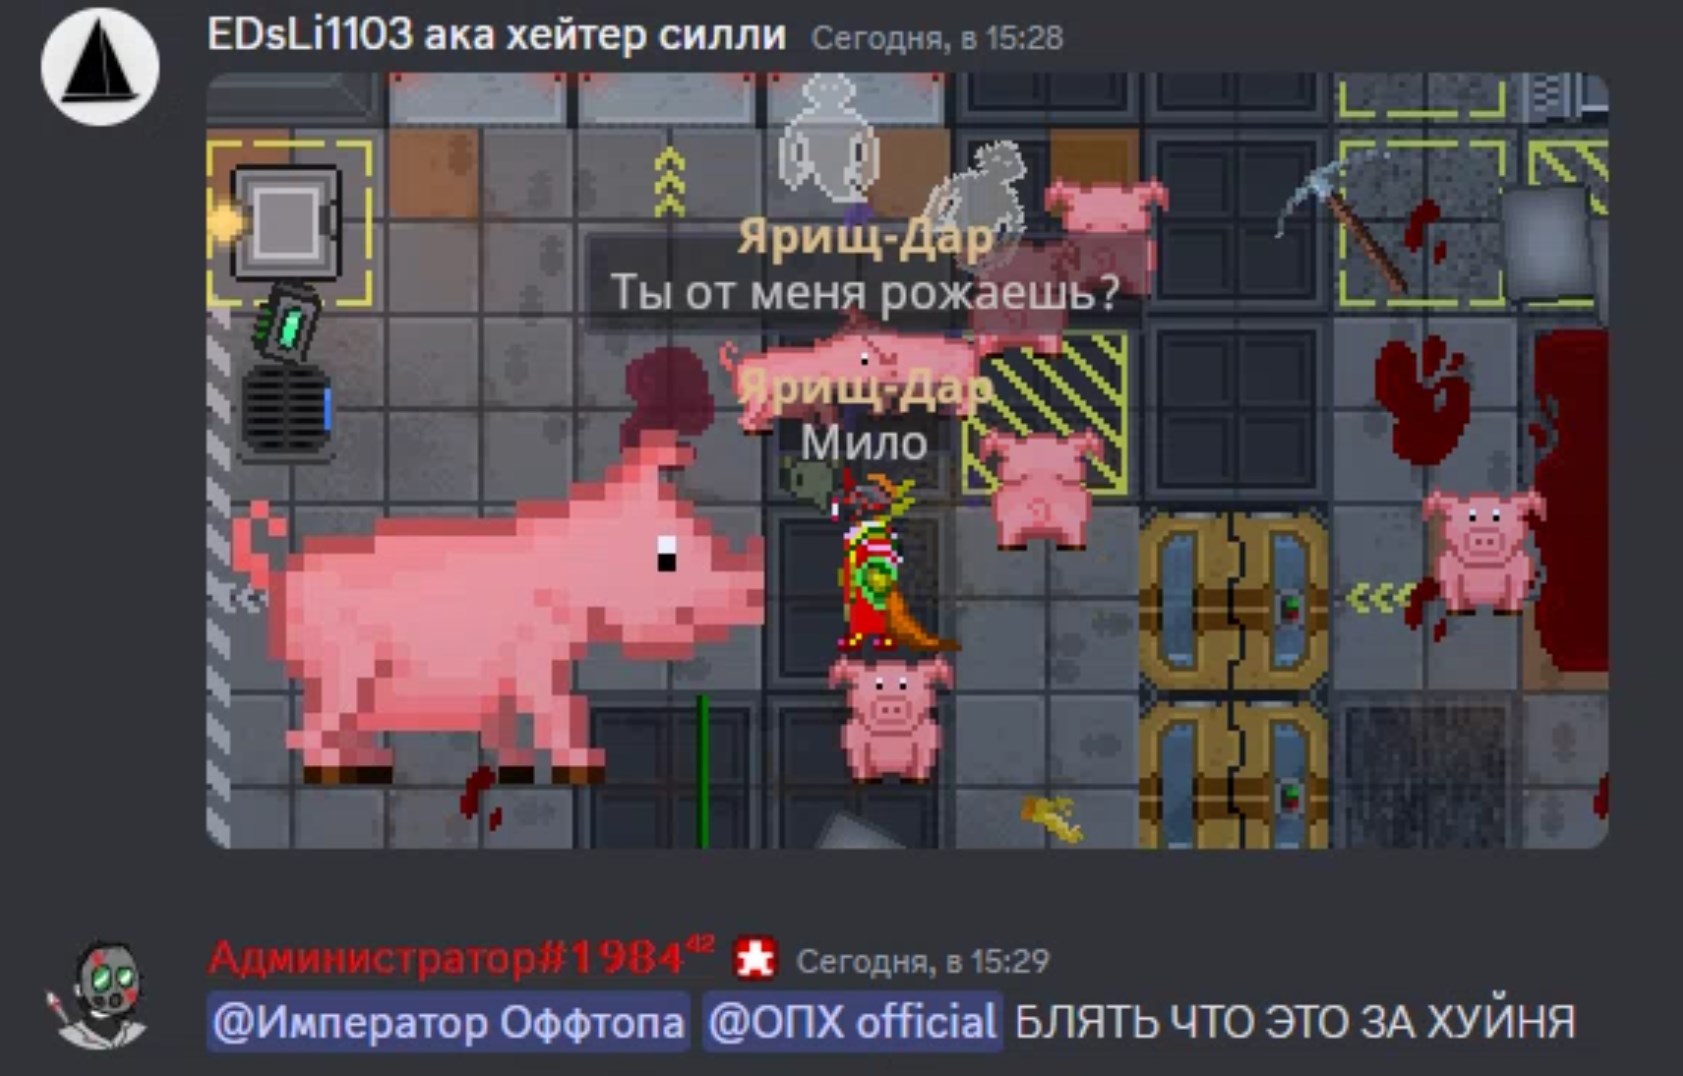 EDsLi1103 ака хейтер силли Сегодня, в 15:28
Ярищ-Дар
Ты от меня рожаешь?
Ярищ-Дар
Мило
Администратор#1984⁴² Сегодня, в 15:29
@Император Оффтопа @ОПХ official БЛЯТЬ ЧТО ЭТО ЗА ХУЙНЯ